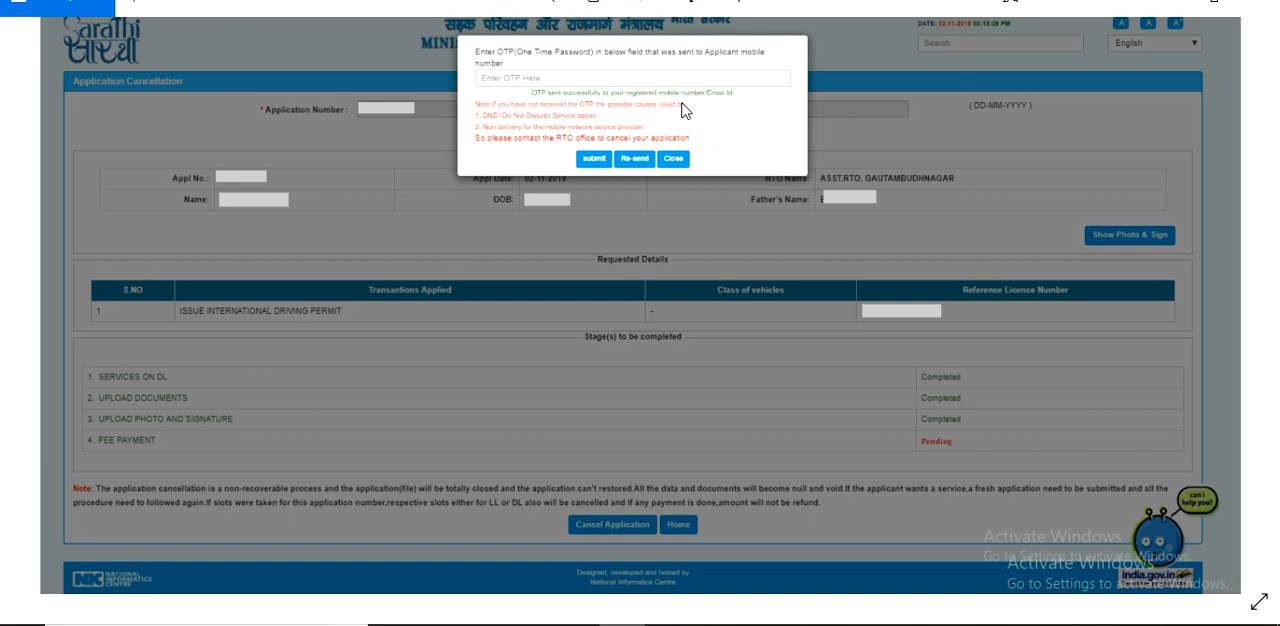 सड़क परिवहन और राजमार्ग मंत्रालय भारत सरकार
DATE: 02-11-2019
Sarathi
सारथी
MINI
Search
English
Enter OTP(One Time Password) in below field that was sent to Applicant mobile
number
Enter OTP Here
OTP sent successfully to your registered mobile number/Email-Id.
Note:If you have not received the OTP the possible causes could
1. DND (Do Not Disturb) Service option
2. Non delivery for the mobile network service provider
So please contact the RTO office to cancel your application
submit Re-send Close
Application Cancellation
*Application Number :
( DD-MM-YYYY )
Appl No.: Appl Date: 02-11-2019 RTO Name: ASST.RTO, GAUTAMBUDHNAGAR
Name: DOB: Father's Name:
Show Photo & Sign
Requested Details
S.NO Transactions Applied Class of vehicles Reference Licence Number
1 ISSUE INTERNATIONAL DRIVING PERMIT -
Stage(s) to be completed
1. SERVICES ON DL Completed
2. UPLOAD DOCUMENTS Completed
3. UPLOAD PHOTO AND SIGNATURE Completed
4. FEE PAYMENT Pending
Note: The application cancellation is a non-recoverable process and the application(file) will be totally closed and the application can't restored.All the data and documents will become null and void.If the applicant wants a service,a fresh application need to be submitted and all the
procedure need to followed again.If slots were taken for this application number,respective slots either for LL or DL also will be cancelled and If any payment is done,amount will not be refund.
Cancel Application Home
can i
help you?
Activate Windows
Go to Settings to activate Windows.
Activate Windows
Go to Settings to activate Windows.
NIC NATIONAL
INFORMATICS
CENTRE
Designed, developed and hosted by
National Informatics Centre
india.gov.in